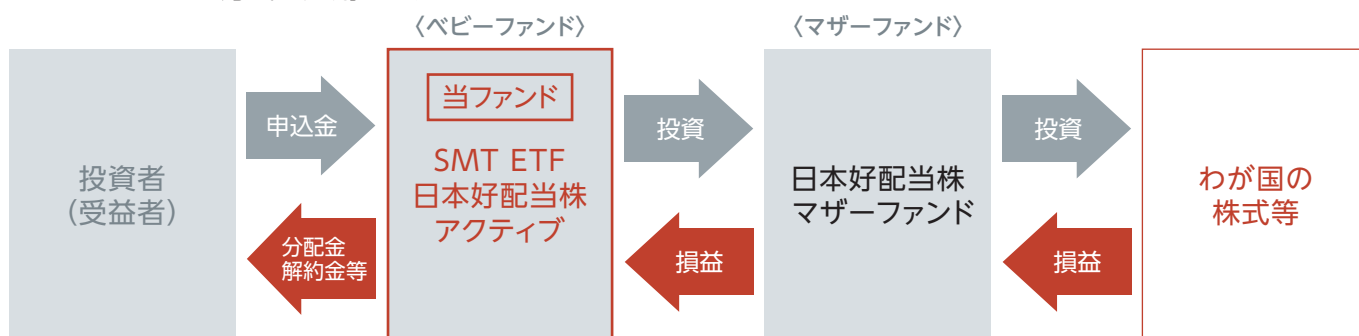 〈ベビーファンド〉
〈マザーファンド〉
投資者
(受益者)
申込金
分配金
解約金等
当ファンド
SMT ETF
日本好配当株
アクティブ
投資
損益
日本好配当株
マザーファンド
投資
損益
わが国の
株式等